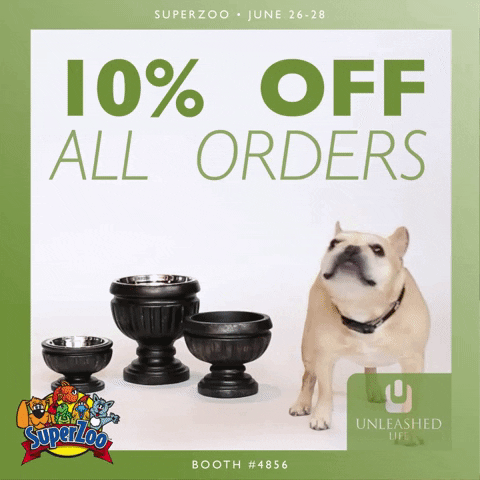 SUPERZOO • JUNE 26-28
10% OFF
ALL ORDERS
SuperZoo
UNLEASHED
LIFE
BOOTH #4856